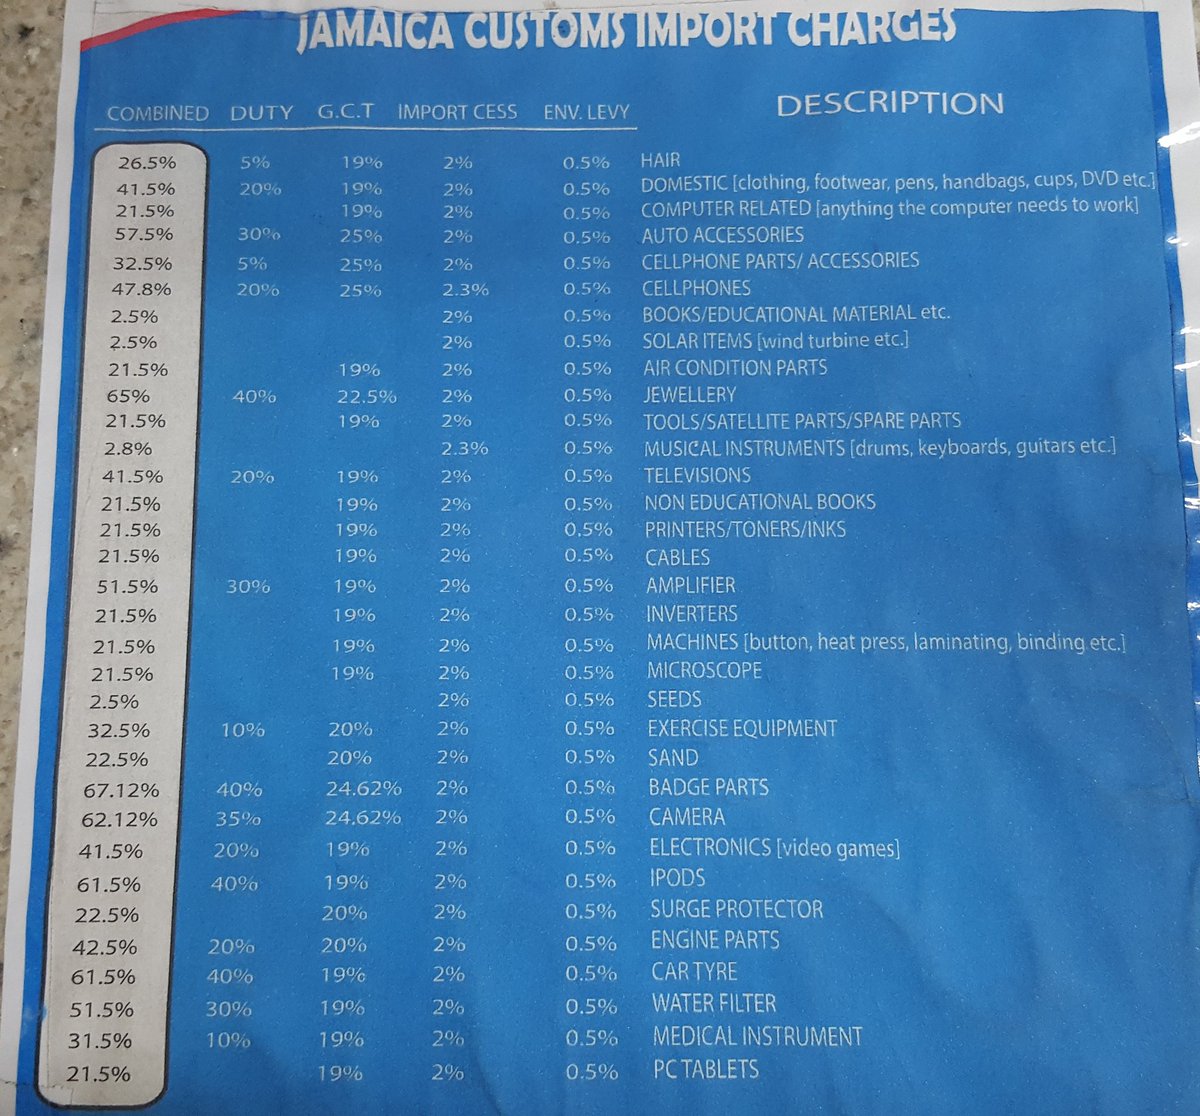 JAMAICA CUSTOMS IMPORT CHARGES
COMBINED DUTY G.C.T IMPORT CESS ENV. LEVY DESCRIPTION
26.5% 5% 19% 2% 0.5% HAIR
41.5% 20% 19% 2% 0.5% DOMESTIC [clothing, footwear, pens, handbags, cups, DVD etc.]
21.5% 19% 2% 0.5% COMPUTER RELATED [anything the computer needs to work]
57.5% 30% 25% 2% 0.5% AUTO ACCESSORIES
32.5% 5% 25% 2% 0.5% CELLPHONE PARTS/ ACCESSORIES
47.8% 20% 25% 2.3% 0.5% CELLPHONES
2.5% 2% 0.5% BOOKS/EDUCATIONAL MATERIAL etc.
2.5% 2% 0.5% SOLAR ITEMS [wind turbine etc.]
21.5% 19% 2% 0.5% AIR CONDITION PARTS
65% 40% 22.5% 2% 0.5% JEWELLERY
21.5% 19% 2% 0.5% TOOLS/SATELLITE PARTS/SPARE PARTS
2.8% 2.3% 0.5% MUSICAL INSTRUMENTS [drums, keyboards, guitars etc.]
41.5% 20% 19% 2% 0.5% TELEVISIONS
21.5% 19% 2% 0.5% NON EDUCATIONAL BOOKS
21.5% 19% 2% 0.5% PRINTERS/TONERS/INKS
21.5% 19% 2% 0.5% CABLES
51.5% 30% 19% 2% 0.5% AMPLIFIER
21.5% 19% 2% 0.5% INVERTERS
21.5% 19% 2% 0.5% MACHINES [button, heat press, laminating, binding etc.]
21.5% 19% 2% 0.5% MICROSCOPE
2.5% 2% 0.5% SEEDS
32.5% 10% 20% 2% 0.5% EXERCISE EQUIPMENT
22.5% 20% 2% 0.5% SAND
67.12% 40% 24.62% 2% 0.5% BADGE PARTS
62.12% 35% 24.62% 2% 0.5% CAMERA
41.5% 20% 19% 2% 0.5% ELECTRONICS [video games]
61.5% 40% 19% 2% 0.5% IPODS
22.5% 20% 2% 0.5% SURGE PROTECTOR
42.5% 20% 20% 2% 0.5% ENGINE PARTS
61.5% 40% 19% 2% 0.5% CAR TYRE
51.5% 30% 19% 2% 0.5% WATER FILTER
31.5% 10% 19% 2% 0.5% MEDICAL INSTRUMENT
21.5% 19% 2% 0.5% PC TABLETS